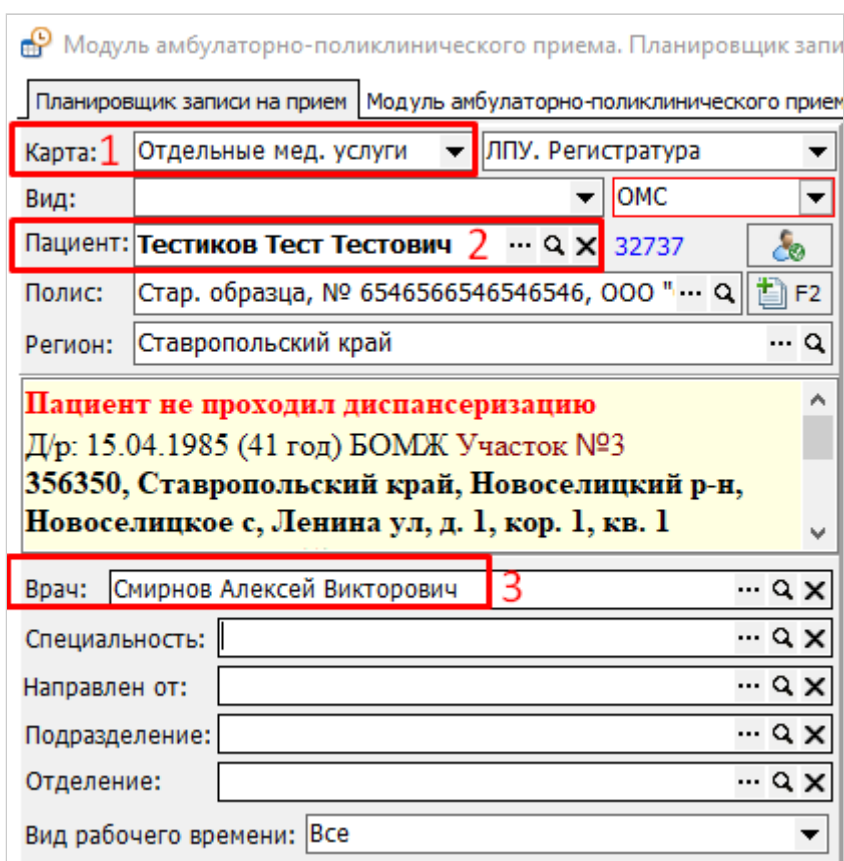 Модуль амбулаторно-поликлинического приема. Планировщик запи
Планировщик записи на прием Модуль амбулаторно-поликлинического прием
Карта: 1 Отдельные мед. услуги ЛПУ. Регистратура
Вид: ОМС
Пациент: Тестиков Тест Тестович 2 ... 32737
Полис: Стар. образца, № 6546566546546546, ООО " ... F2
Регион: Ставропольский край ...
Пациент не проходил диспансеризацию
Д/р: 15.04.1985 (41 год) БОМЖ Участок №3
356350, Ставропольский край, Новоселицкий р-н,
Новоселицкое с, Ленина ул, д. 1, кор. 1, кв. 1
Врач: Смирнов Алексей Викторович 3 ...
Специальность: ...
Направлен от: ...
Подразделение: ...
Отделение: ...
Вид рабочего времени: Все